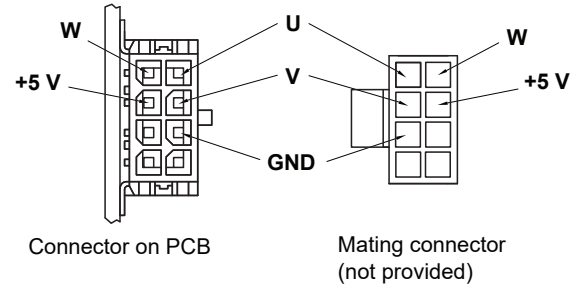 W
U
W
+5 V
V
+5 V
GND
Connector on PCB
Mating connector
(not provided)